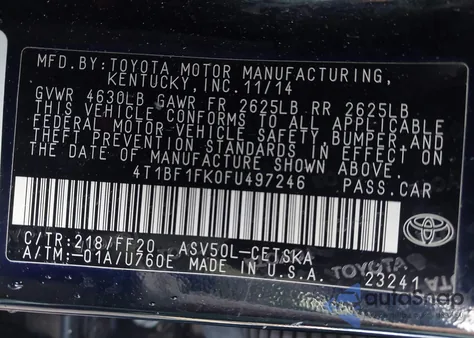 MFD.BY:TOYOTA MOTOR MANUFACTURING,
KENTUCKY,INC.11/14
GVWR 4630LB GAWR FR 2625LB RR 2625LB
THIS VEHICLE CONFORMS TO ALL APPLICABLE
FEDERAL MOTOR VEHICLE SAFETY,BUMPER,AND
THEFT PREVENTION STANDARDS IN EFFECT ON
THE DATE OF MANUFACTURE SHOWN ABOVE.
4T1BF1FK0FU497246 PASS.CAR
C/TR:218/FF20 ASV50L-CETSKA
A/TM:-01A/U760E MADE IN U.S.A.
23241
TOYOTA
autoSnap